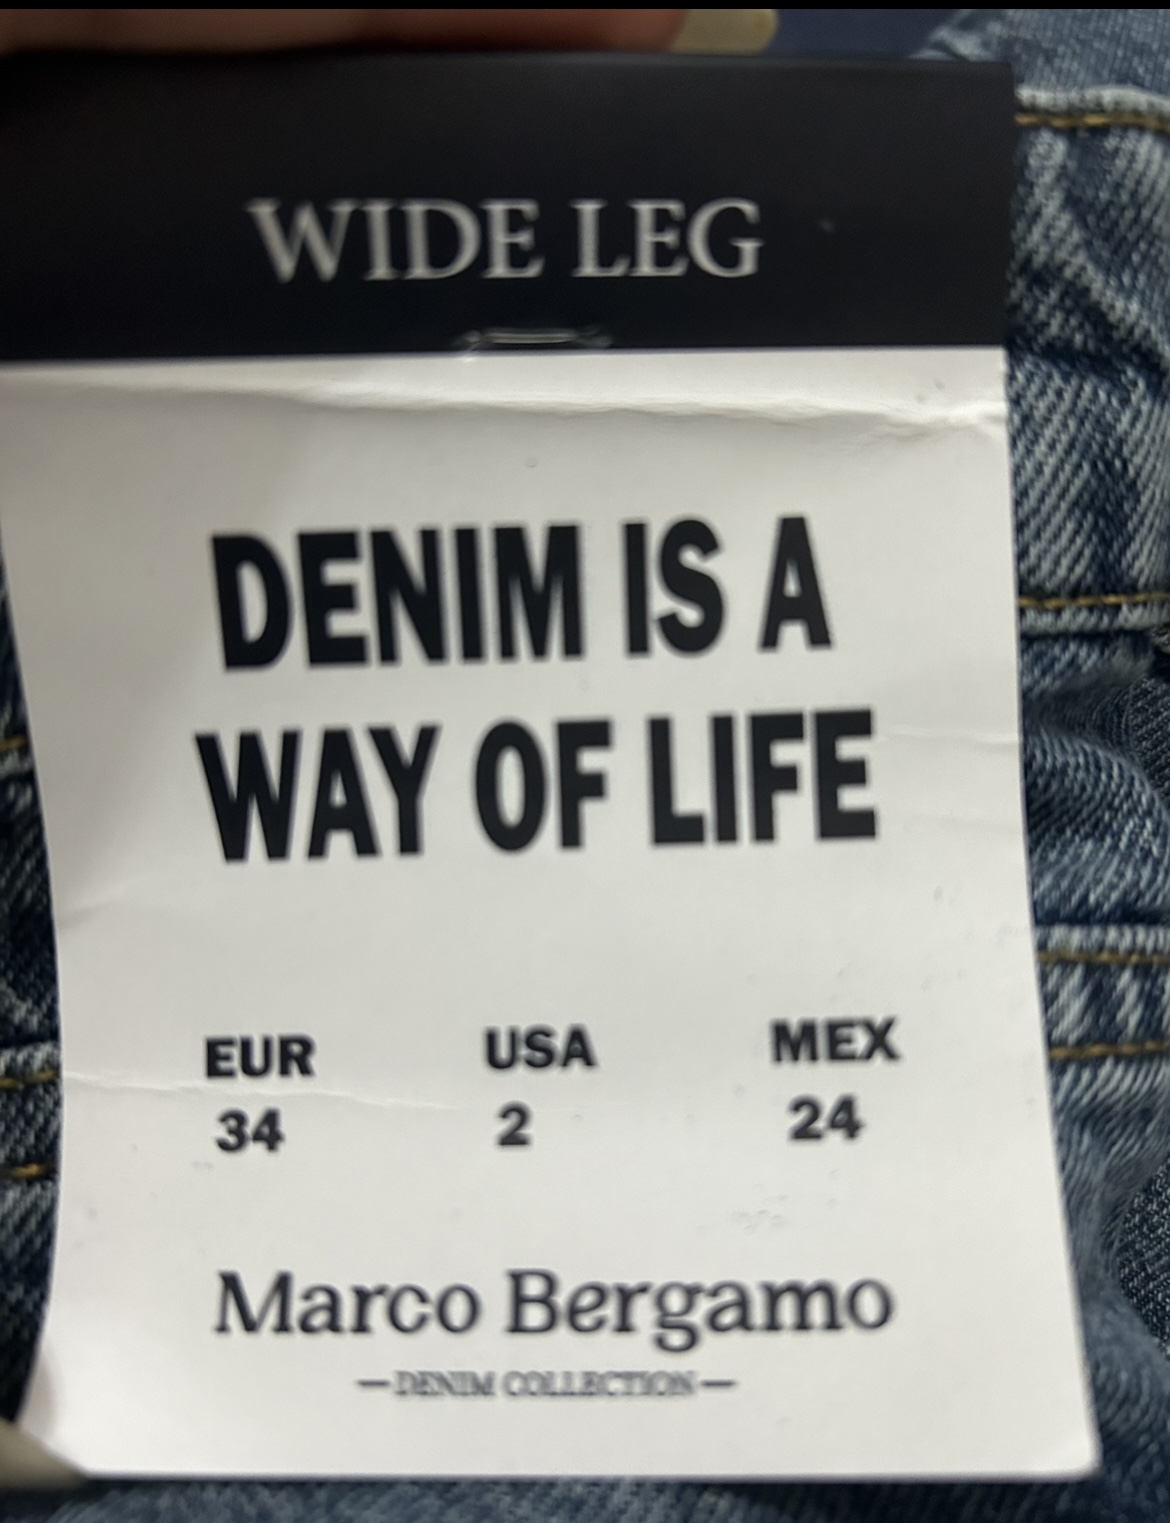 WIDE LEG
DENIM IS A
WAY OF LIFE
EUR USA MEX
34 2 24
Marco Bergamo
—DENIM COLLECTION—